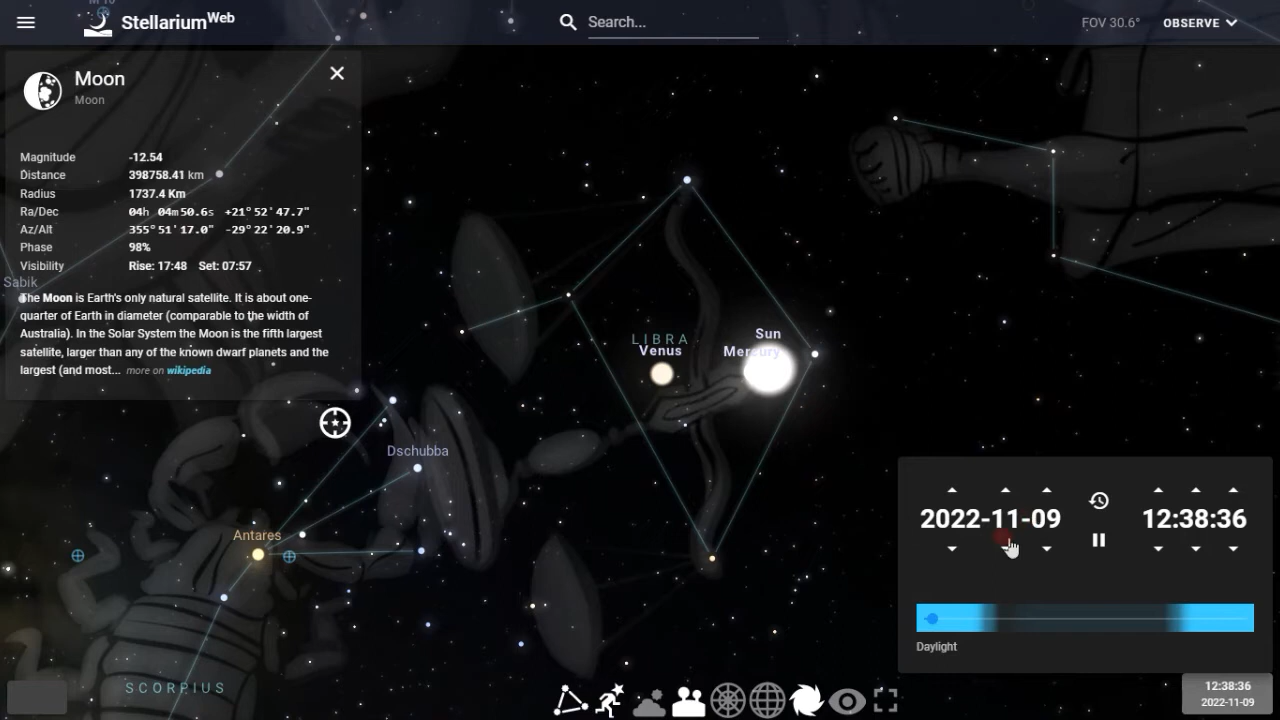 M 10
StellariumWeb
Search...
FOV 30.6°
OBSERVE
Moon
Moon
Magnitude -12.54
Distance 398758.41 km
Radius 1737.4 Km
Ra/Dec 04h 04m 50.6s +21° 52' 47.7"
Az/Alt 355° 51' 17.0" -29° 22' 20.9"
Phase 98%
Visibility Rise: 17:48 Set: 07:57
Sabik
The Moon is Earth's only natural satellite. It is about one-
quarter of Earth in diameter (comparable to the width of
Australia). In the Solar System the Moon is the fifth largest
satellite, larger than any of the known dwarf planets and the
largest (and most... more on wikipedia
LIBRA
Venus
Sun
Mercury
Dschubba
Antares
SCORPIUS
2022-11-09
12:38:36
Daylight
12:38:36
2022-11-09